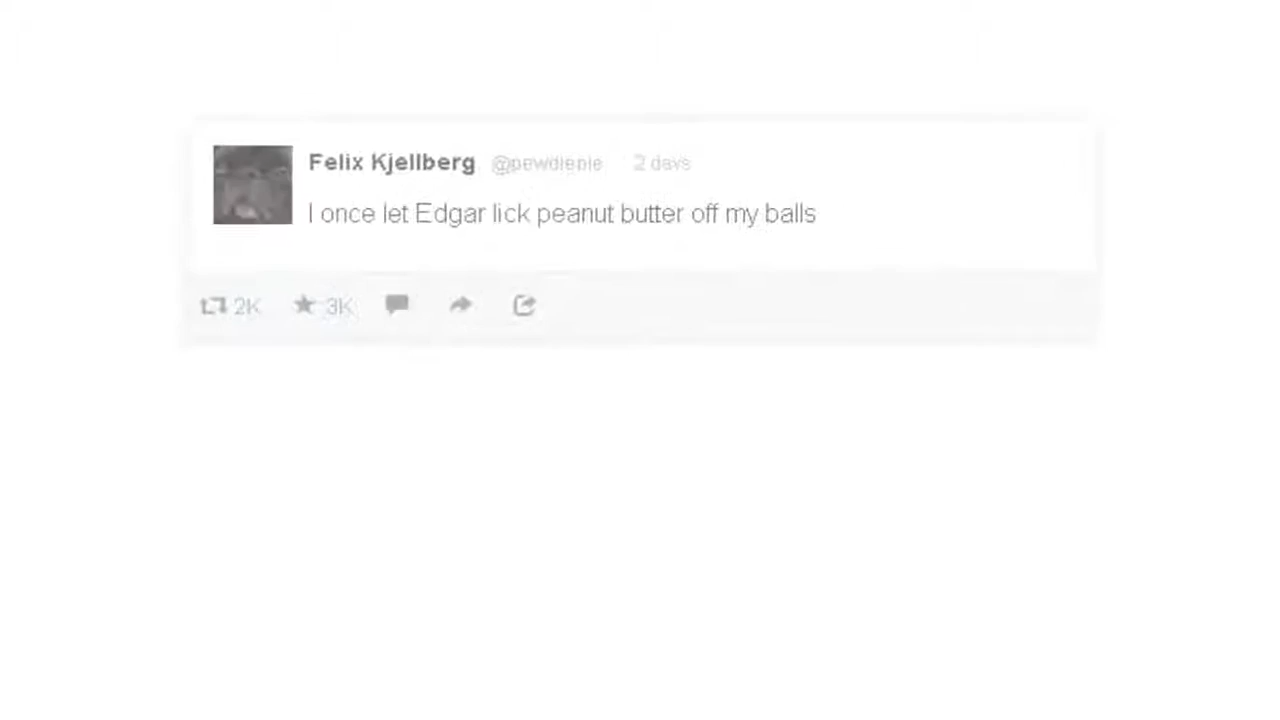 Felix Kjellberg @pewdiepie 2 days
I once let Edgar lick peanut butter off my balls
2K 3K